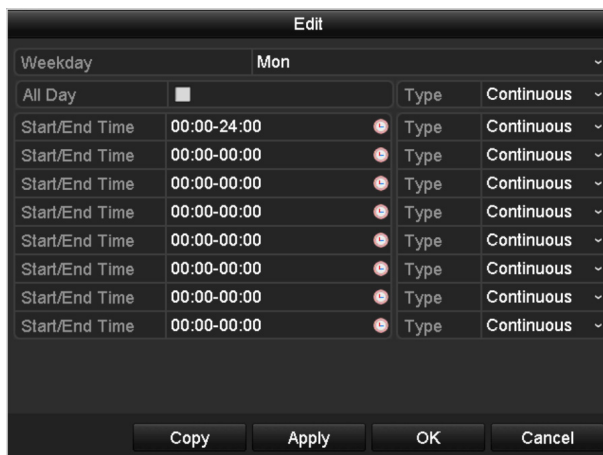 Edit
Weekday Mon
All Day Type Continuous
Start/End Time 00:00-24:00 Type Continuous
Start/End Time 00:00-00:00 Type Continuous
Start/End Time 00:00-00:00 Type Continuous
Start/End Time 00:00-00:00 Type Continuous
Start/End Time 00:00-00:00 Type Continuous
Start/End Time 00:00-00:00 Type Continuous
Start/End Time 00:00-00:00 Type Continuous
Start/End Time 00:00-00:00 Type Continuous
Copy Apply OK Cancel